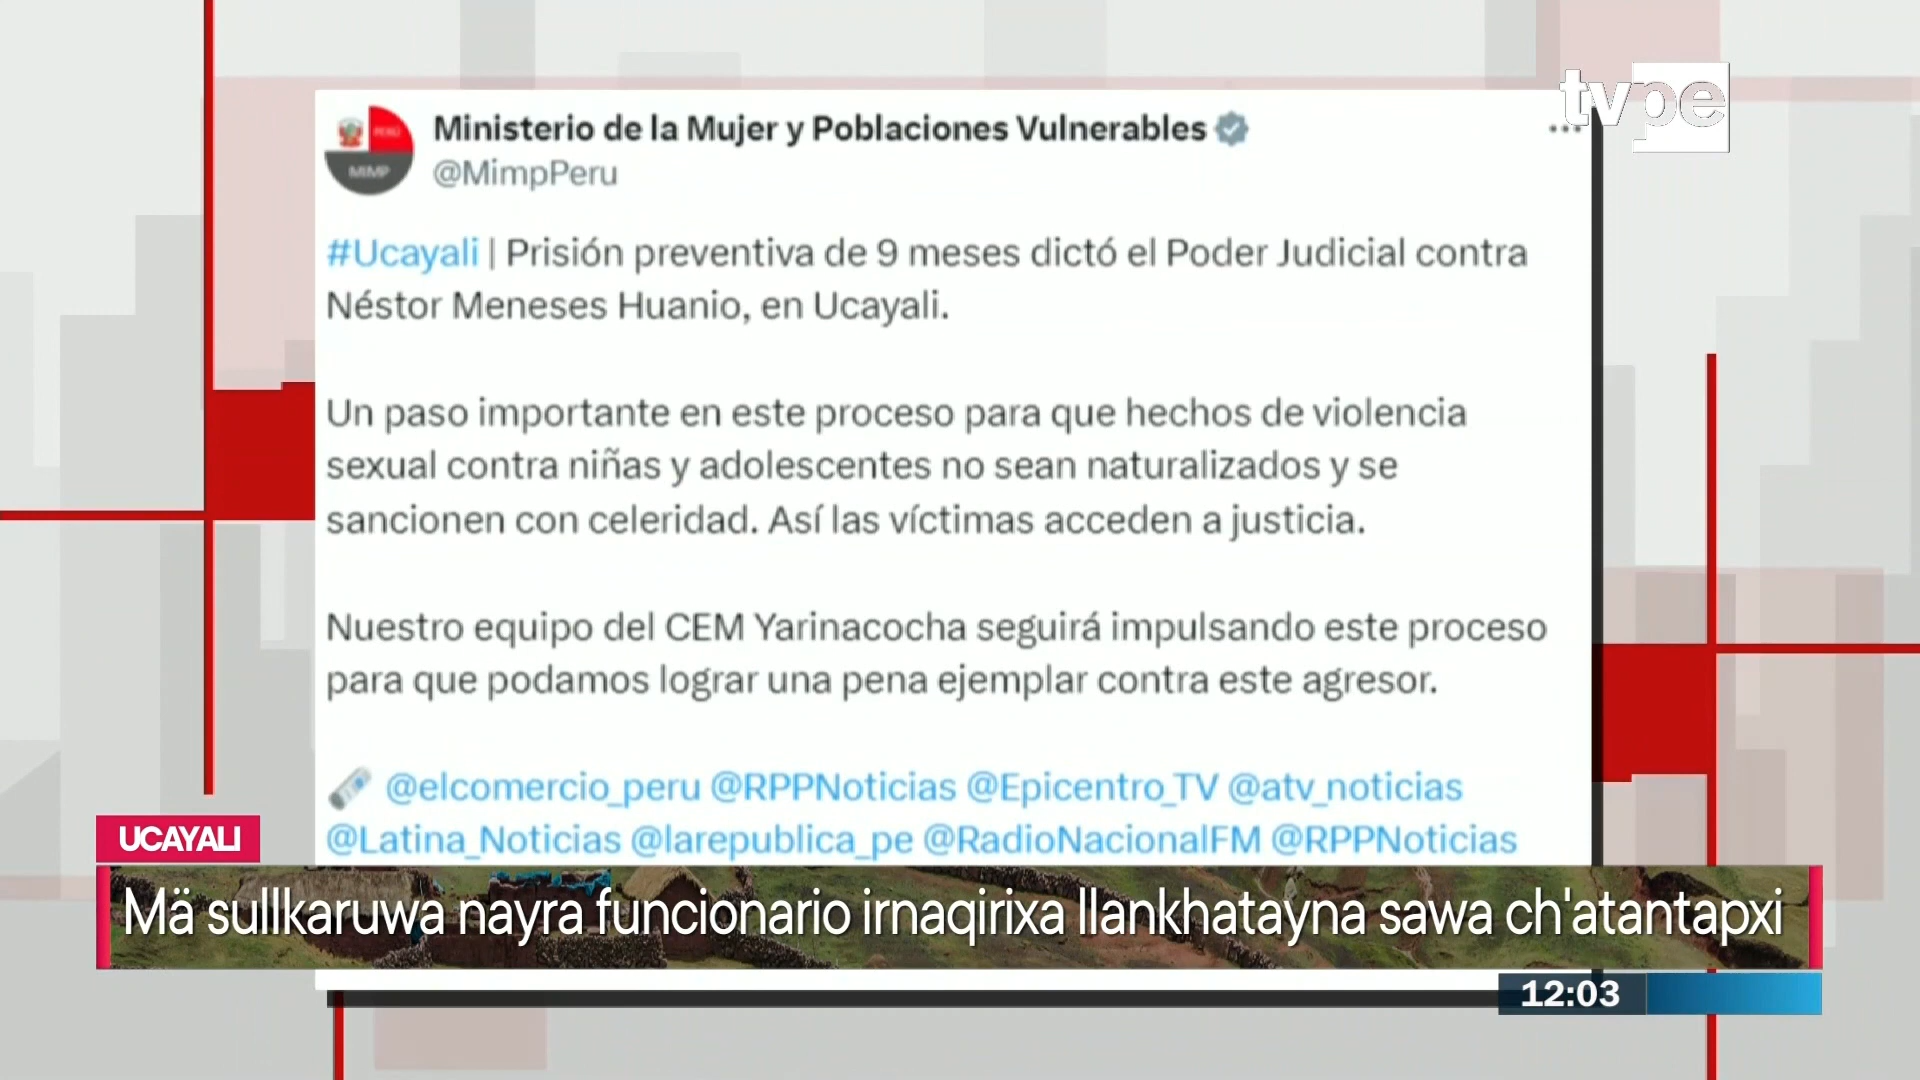 tvpe
PERÚ
MIMP
Ministerio de la Mujer y Poblaciones Vulnerables
@MimpPeru
#Ucayali | Prisión preventiva de 9 meses dictó el Poder Judicial contra
Néstor Meneses Huanio, en Ucayali.
Un paso importante en este proceso para que hechos de violencia
sexual contra niñas y adolescentes no sean naturalizados y se
sancionen con celeridad. Así las víctimas acceden a justicia.
Nuestro equipo del CEM Yarinacocha seguirá impulsando este proceso
para que podamos lograr una pena ejemplar contra este agresor.
@elcomercio_peru @RPPNoticias @Epicentro_TV @atv_noticias
@Latina_Noticias @larepublica_pe @RadioNacionalFM @RPPNoticias
UCAYALI
Mä sullkaruwa nayra funcionario irnaqirixa llankhatayna sawa ch'atantapxi
12:03